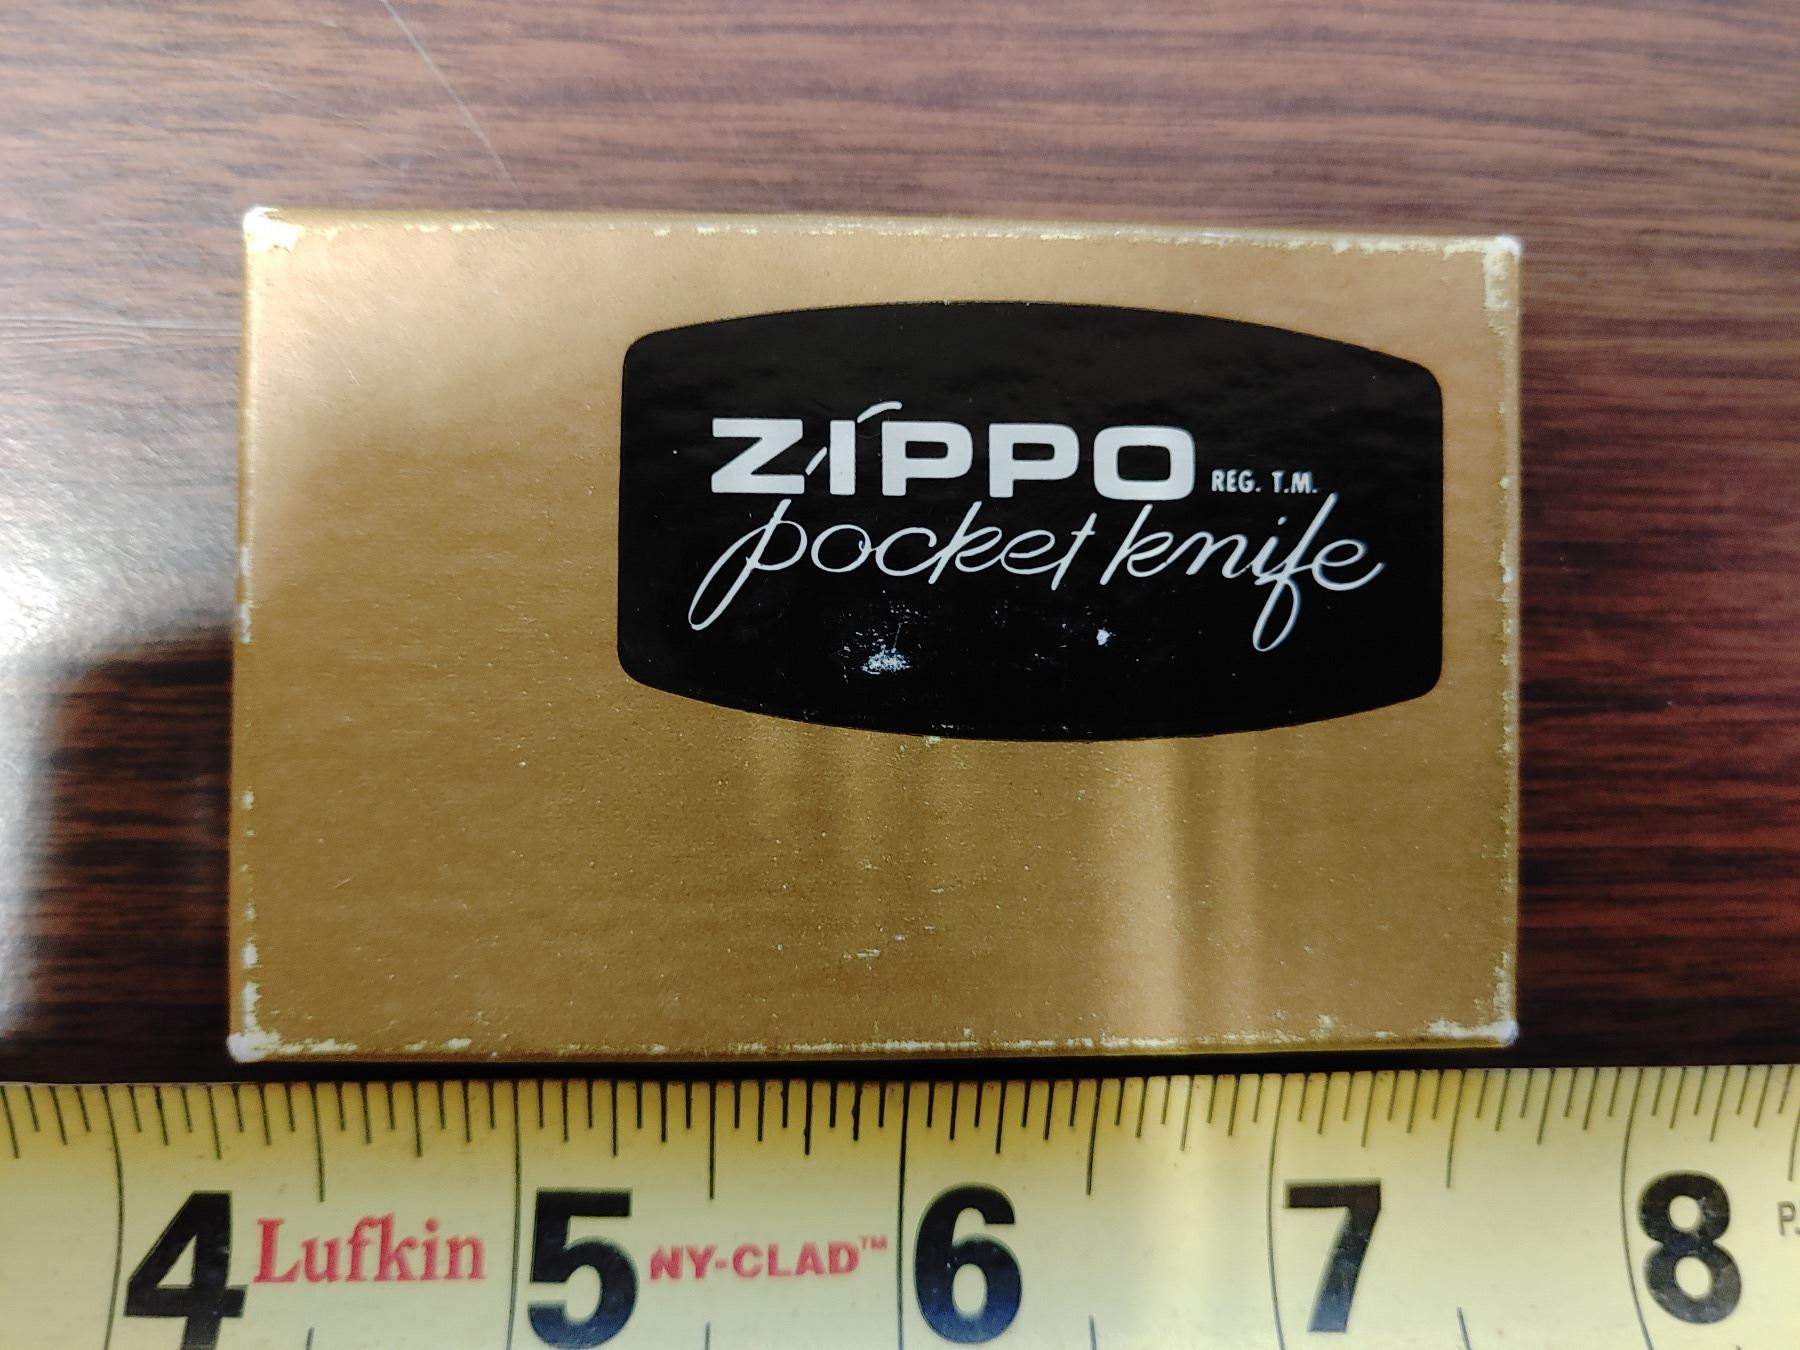 ZIPPO REG. T.M.
pocket knife
4 Lufkin 5 NY-CLAD™ 6 7 8